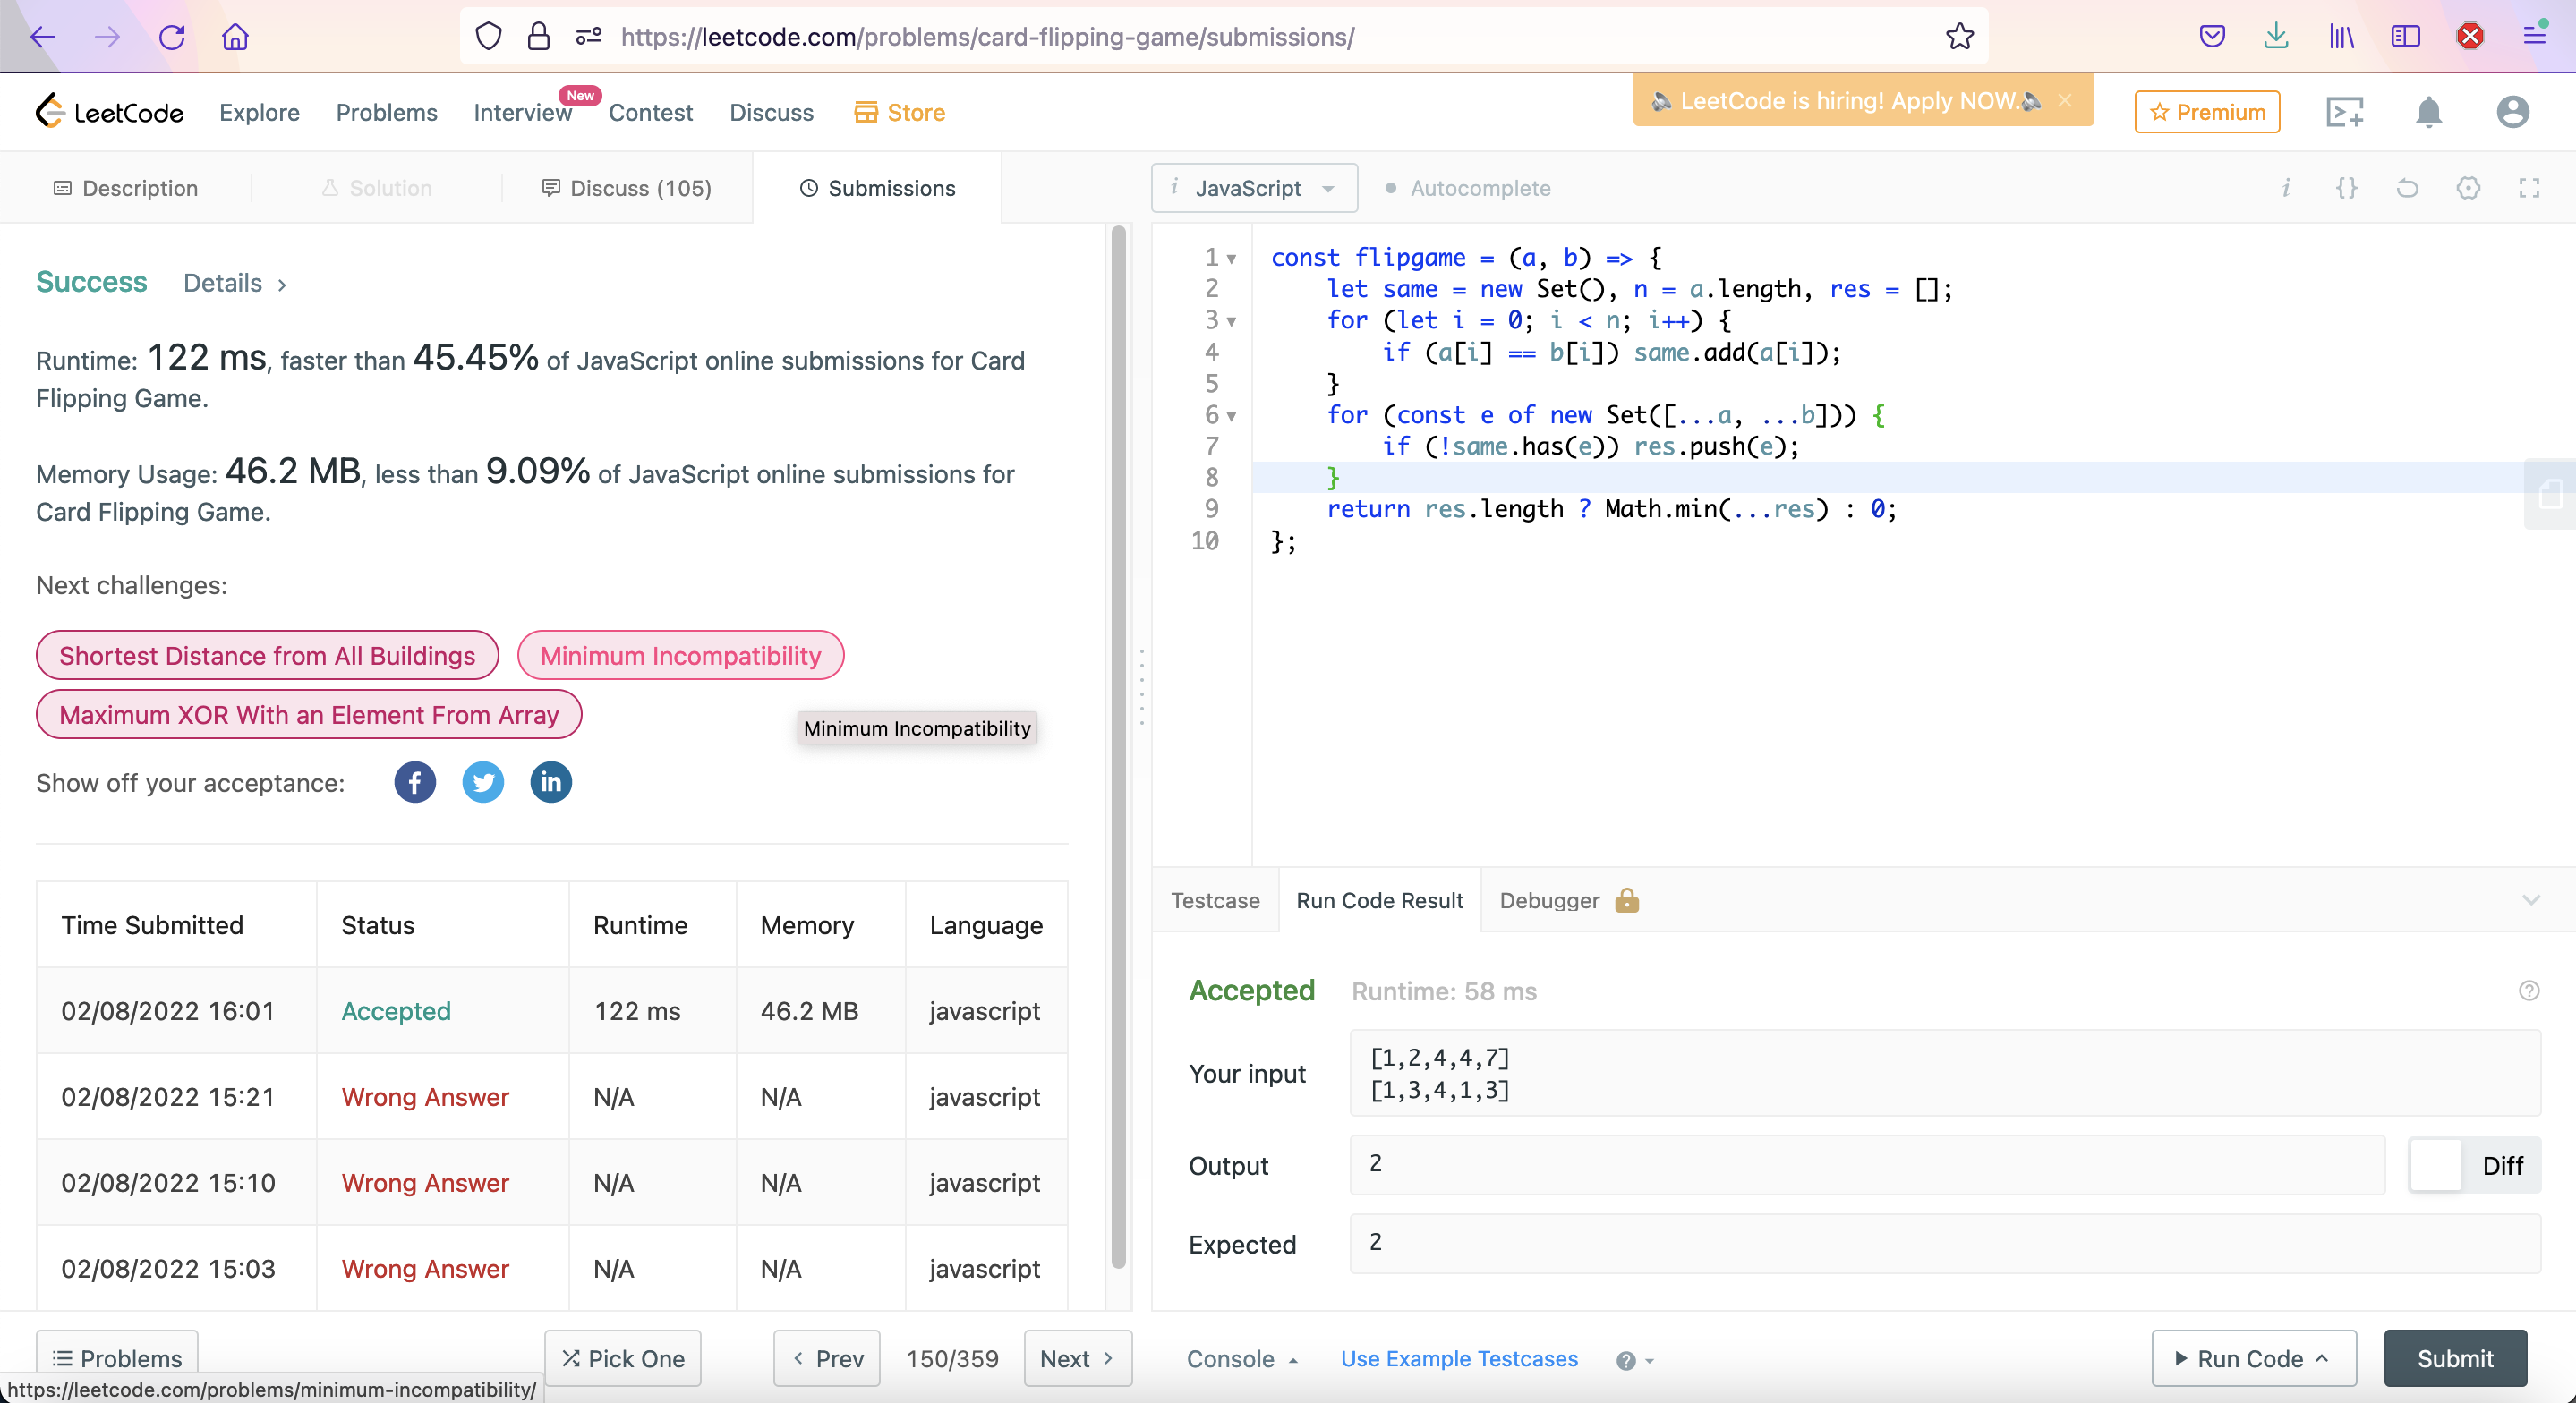 https://leetcode.com/problems/card-flipping-game/submissions/
LeetCode Explore Problems Interview New Contest Discuss Store
LeetCode is hiring! Apply NOW.
Premium
Description Solution Discuss (105) Submissions
i JavaScript Autocomplete
Success Details
Runtime: 122 ms, faster than 45.45% of JavaScript online submissions for Card
Flipping Game.
Memory Usage: 46.2 MB, less than 9.09% of JavaScript online submissions for
Card Flipping Game.
Next challenges:
Shortest Distance from All Buildings Minimum Incompatibility
Maximum XOR With an Element From Array
Minimum Incompatibility
Show off your acceptance:
Time Submitted Status Runtime Memory Language
02/08/2022 16:01 Accepted 122 ms 46.2 MB javascript
02/08/2022 15:21 Wrong Answer N/A N/A javascript
02/08/2022 15:10 Wrong Answer N/A N/A javascript
02/08/2022 15:03 Wrong Answer N/A N/A javascript
Problems Pick One Prev 150/359 Next
https://leetcode.com/problems/minimum-incompatibility/
1 const flipgame = (a, b) => {
2 let same = new Set(), n = a.length, res = [];
3 for (let i = 0; i < n; i++) {
4 if (a[i] == b[i]) same.add(a[i]);
5 }
6 for (const e of new Set([...a, ...b])) {
7 if (!same.has(e)) res.push(e);
8 }
9 return res.length ? Math.min(...res) : 0;
10 };
Testcase Run Code Result Debugger
Accepted Runtime: 58 ms
Your input
[1,2,4,4,7]
[1,3,4,1,3]
Output 2 Diff
Expected 2
Console Use Example Testcases Run Code Submit